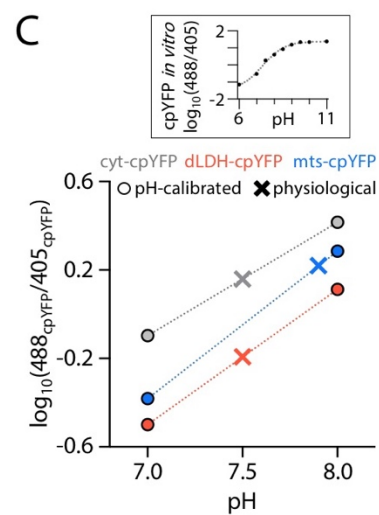 C
cpYFP in vitro
log₁₀(488/405)
2
-2
6
pH
11
cyt-cpYFP dLDH-cpYFP mts-cpYFP
pH-calibrated physiological
log₁₀(488cpYFP/405cpYFP)
0.6
0.2
-0.2
-0.6
7.0 7.5 8.0
pH